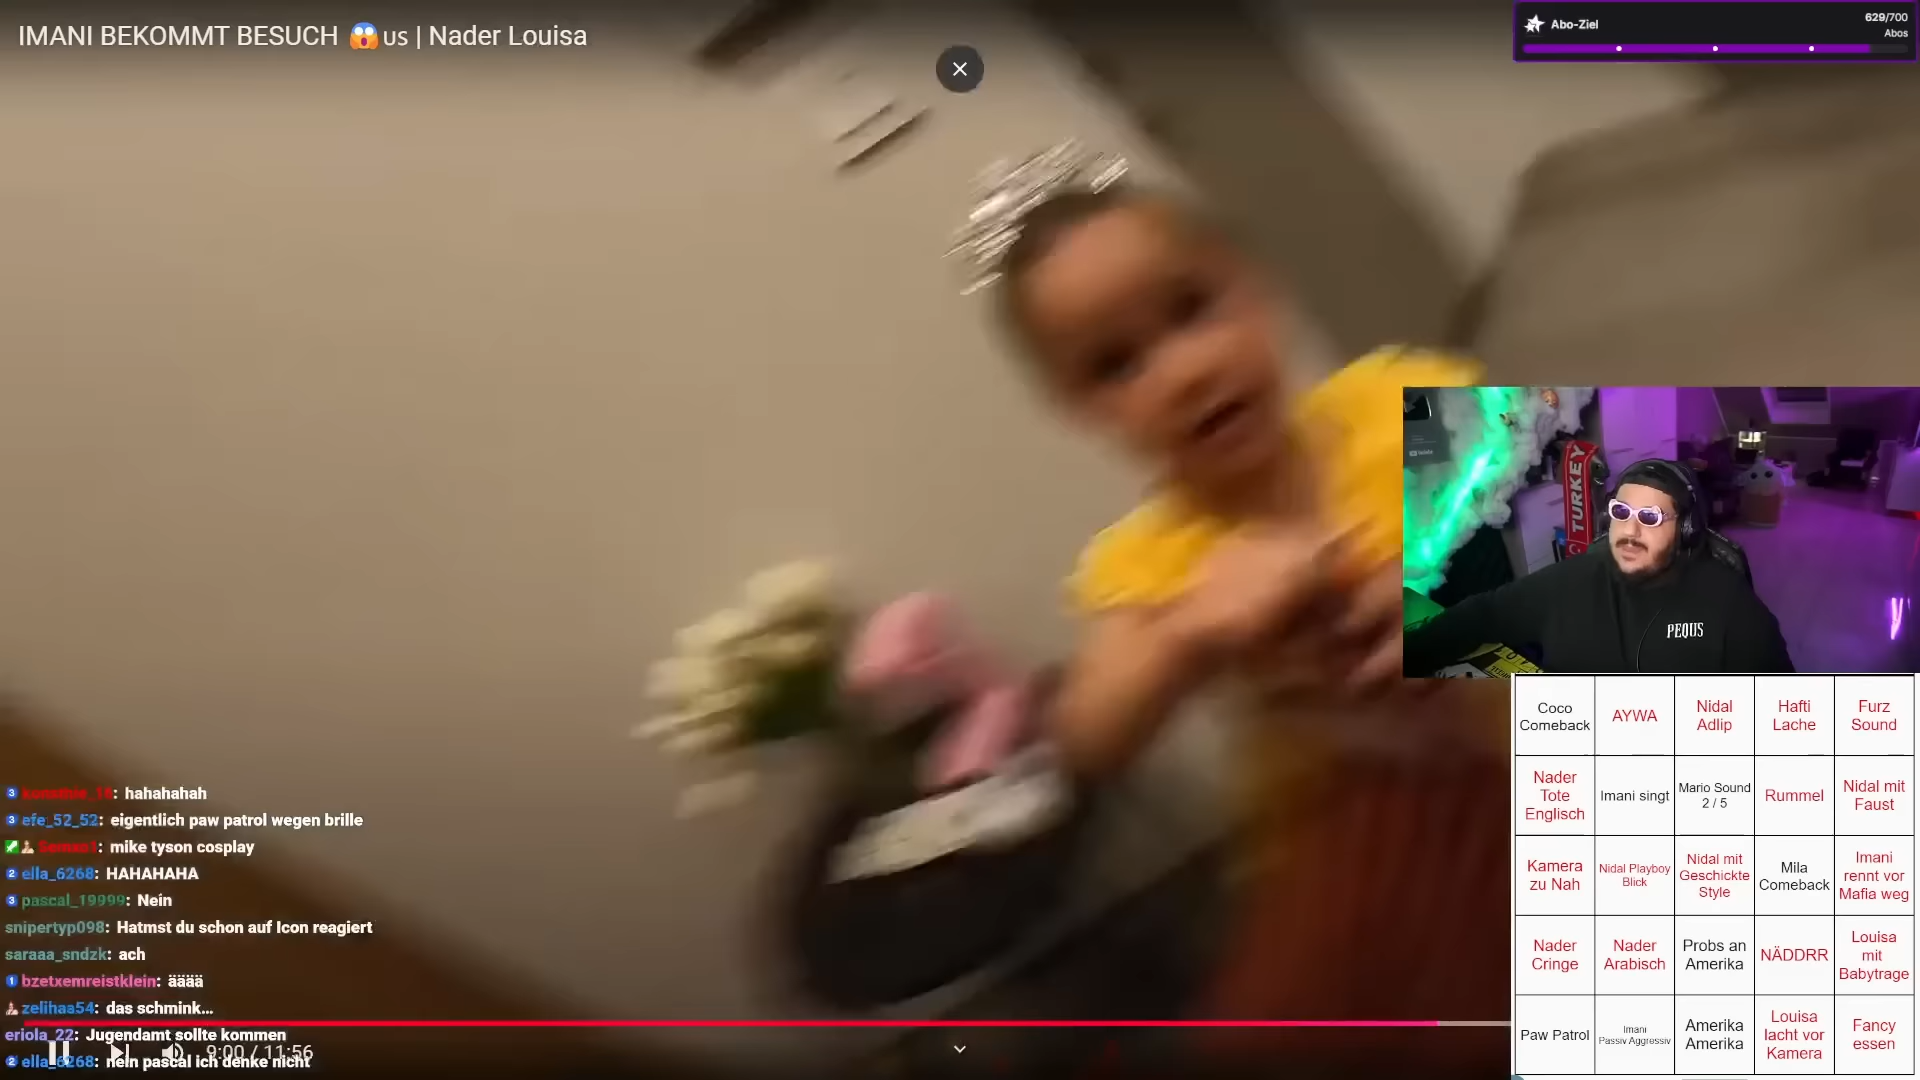 IMANI BEKOMMT BESUCH 😱 us | Nader Louisa
Abo-Ziel
629/700
Abos
TURKEY
PEQUS
Coco Comeback
AYWA
Nidal Adlip
Hafti Lache
Furz Sound
Nader Tote Englisch
Imani singt
Mario Sound 2 / 5
Rummel
Nidal mit Faust
Kamera zu Nah
Nidal Playboy Blick
Nidal mit Geschickte Style
Mila Comeback
Imani rennt vor Mafia weg
Nader Cringe
Nader Arabisch
Probs an Amerika
NÄDDRR
Louisa mit Babytrage
Paw Patrol
Imani Passiv Aggressiv
Amerika Amerika
Louisa lacht vor Kamera
Fancy essen
hahahahah
efe_52_52: eigentlich paw patrol wegen brille
mike tyson cosplay
ella_6268: HAHAHAHA
pascal_19999: Nein
snipertyp098: Hatmst du schon auf Icon reagiert
saraaa_sndzk: ach
bzetxemreistklein: ääää
zelihaa54: das schmink...
eriola_22: Jugendamt sollte kommen
9:00 / 11:56
ella_6268: nein pascal ich denke nicht